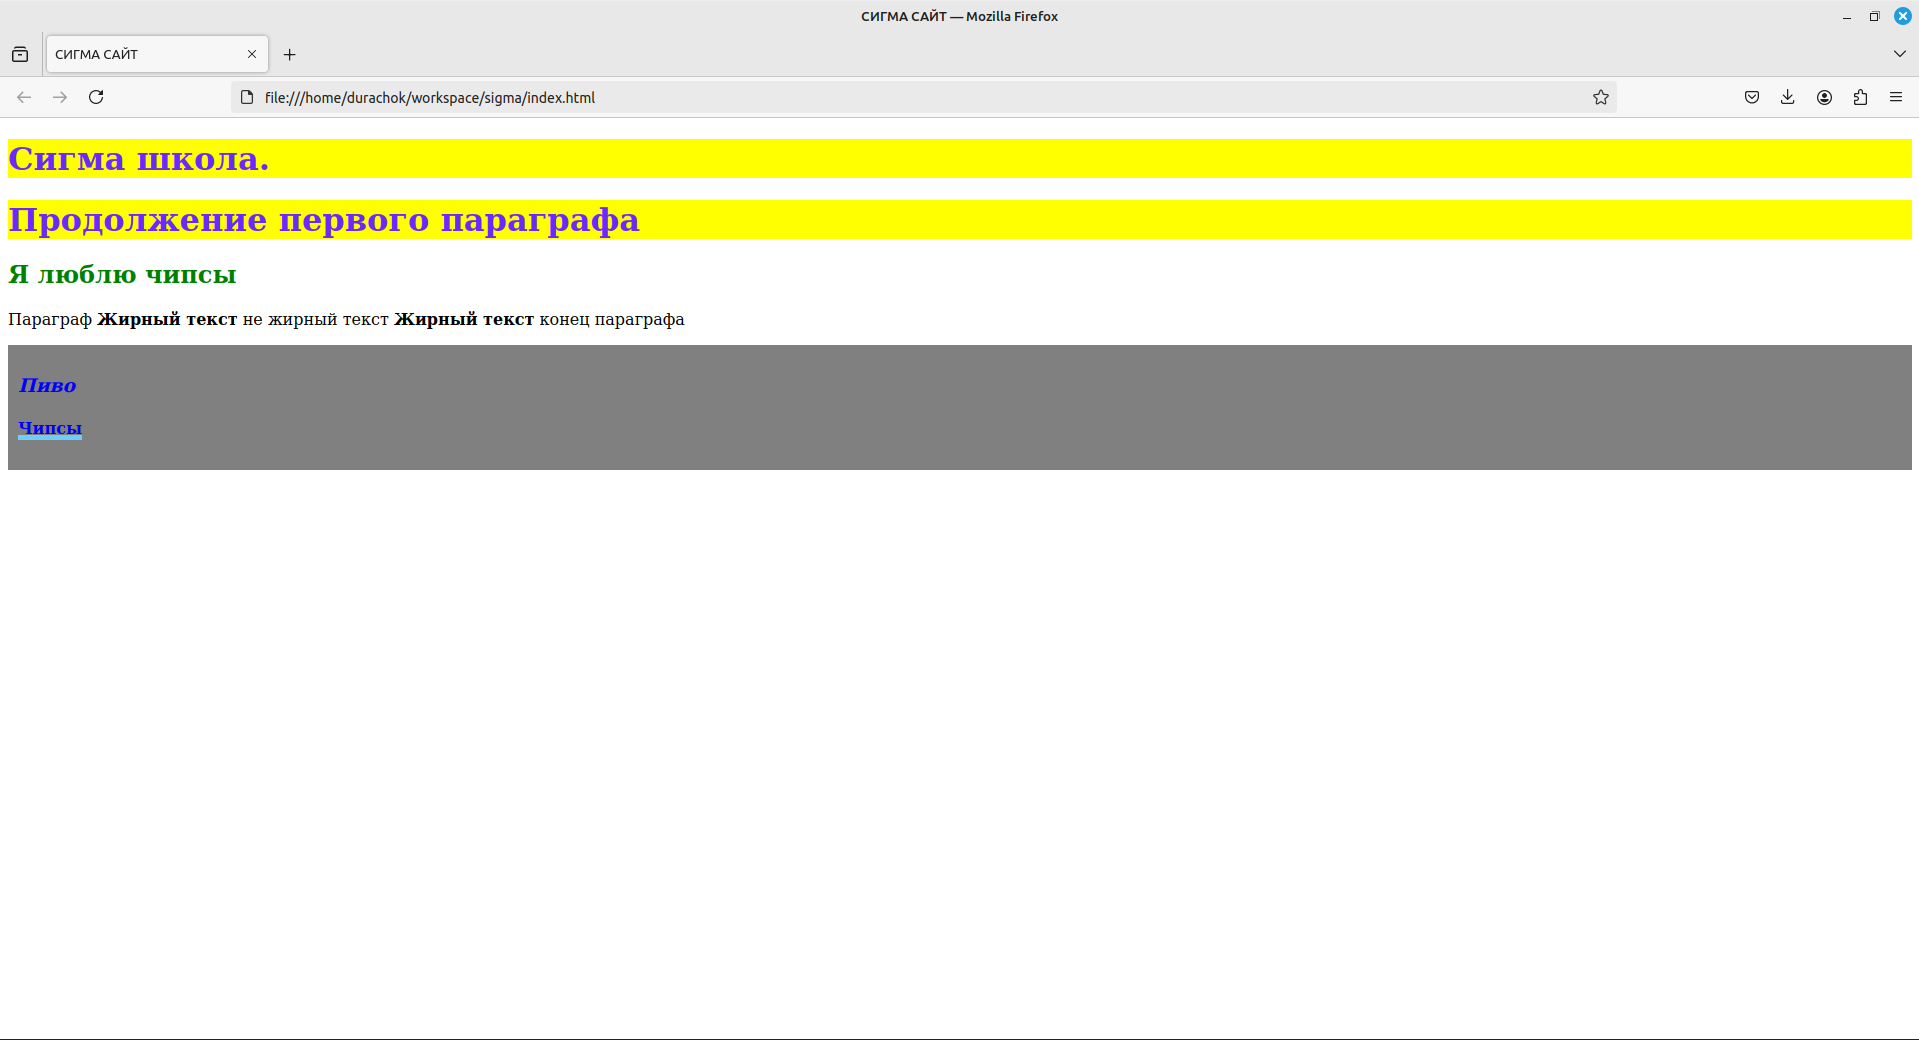 СИГМА САЙТ — Mozilla Firefox
СИГМА САЙТ
file:///home/durachok/workspace/sigma/index.html
Сигма школа.
Продолжение первого параграфа
Я люблю чипсы
Параграф Жирный текст не жирный текст Жирный текст конец параграфа
Пиво
Чипсы